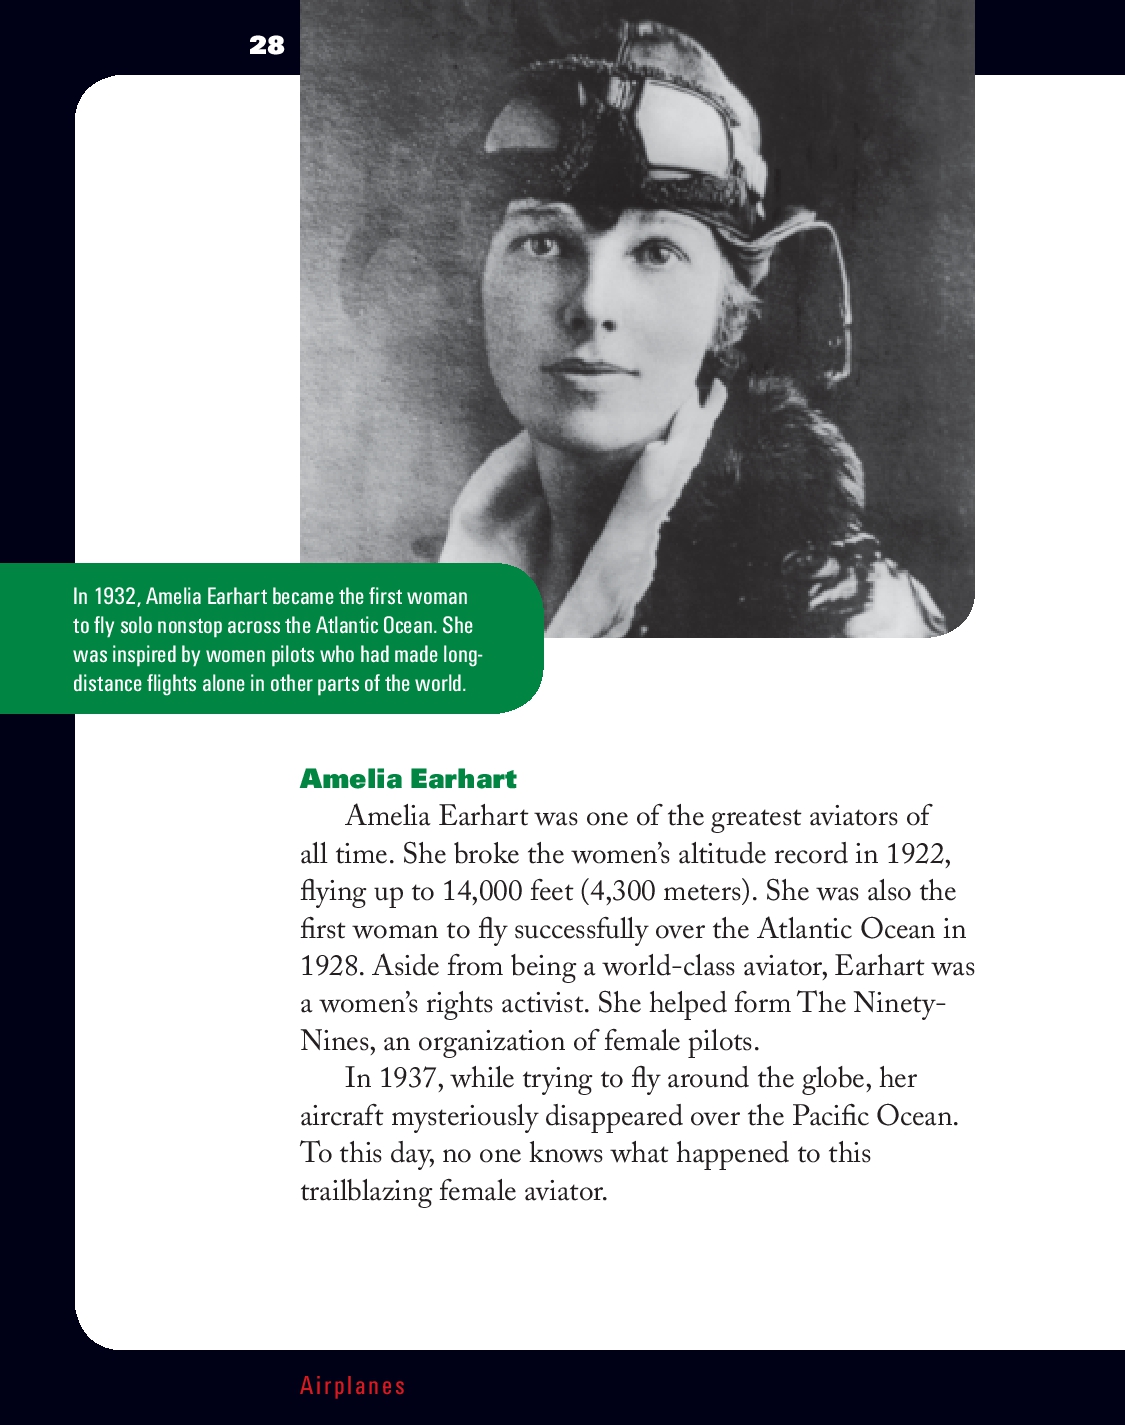 28
In 1932, Amelia Earhart became the first woman
to fly solo nonstop across the Atlantic Ocean. She
was inspired by women pilots who had made long-
distance flights alone in other parts of the world.
Amelia Earhart
Amelia Earhart was one of the greatest aviators of
all time. She broke the women’s altitude record in 1922,
flying up to 14,000 feet (4,300 meters). She was also the
first woman to fly successfully over the Atlantic Ocean in
1928. Aside from being a world-class aviator, Earhart was
a women’s rights activist. She helped form The Ninety-
Nines, an organization of female pilots.
In 1937, while trying to fly around the globe, her
aircraft mysteriously disappeared over the Pacific Ocean.
To this day, no one knows what happened to this
trailblazing female aviator.
Airplanes